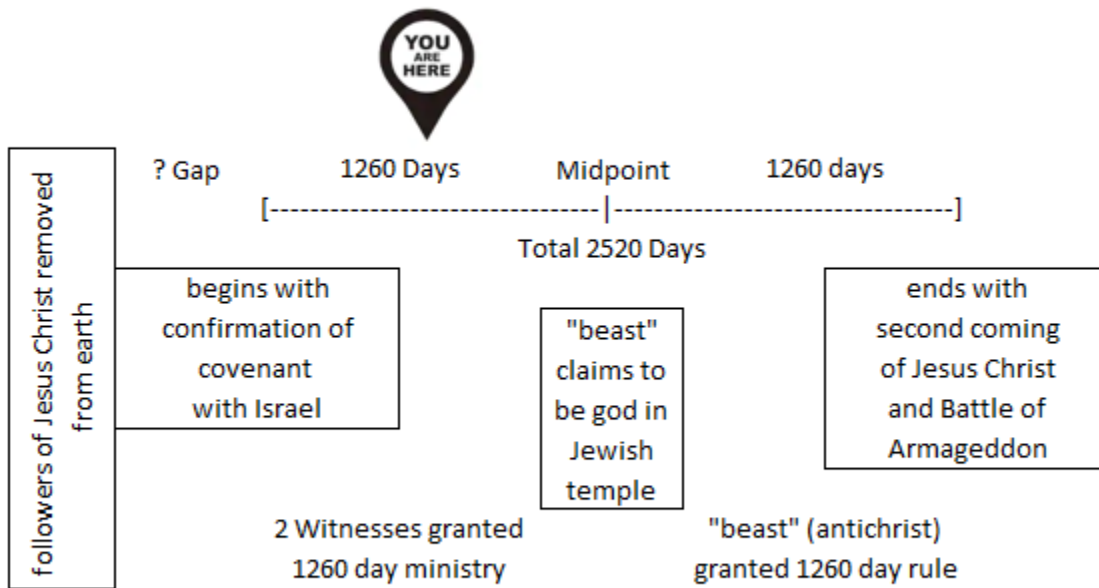 YOU
ARE
HERE
? Gap
1260 Days
Midpoint
1260 days
[---------------------------------|----------------------------------]
Total 2520 Days
followers of Jesus Christ removed
from earth
begins with
confirmation of
covenant
with Israel
"beast"
claims to
be god in
Jewish
temple
ends with
second coming
of Jesus Christ
and Battle of
Armageddon
2 Witnesses granted
1260 day ministry
"beast" (antichrist)
granted 1260 day rule